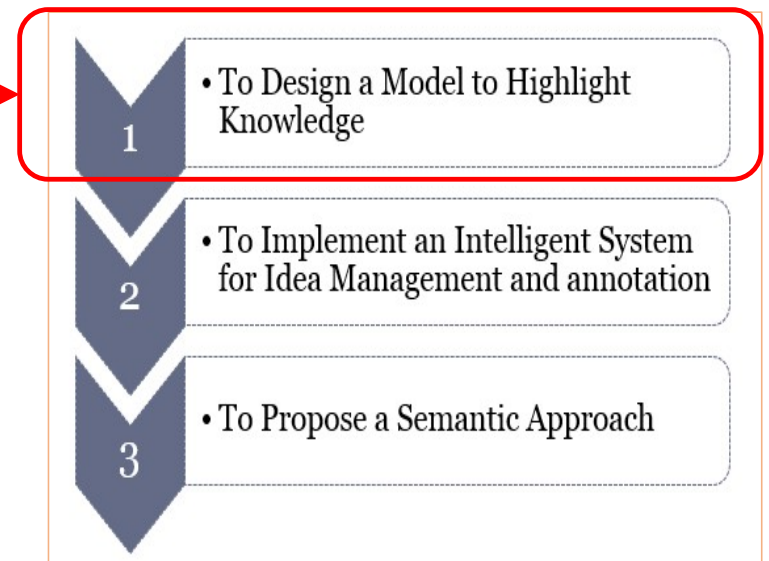 1
• To Design a Model to Highlight
Knowledge
2
• To Implement an Intelligent System
for Idea Management and annotation
3
• To Propose a Semantic Approach